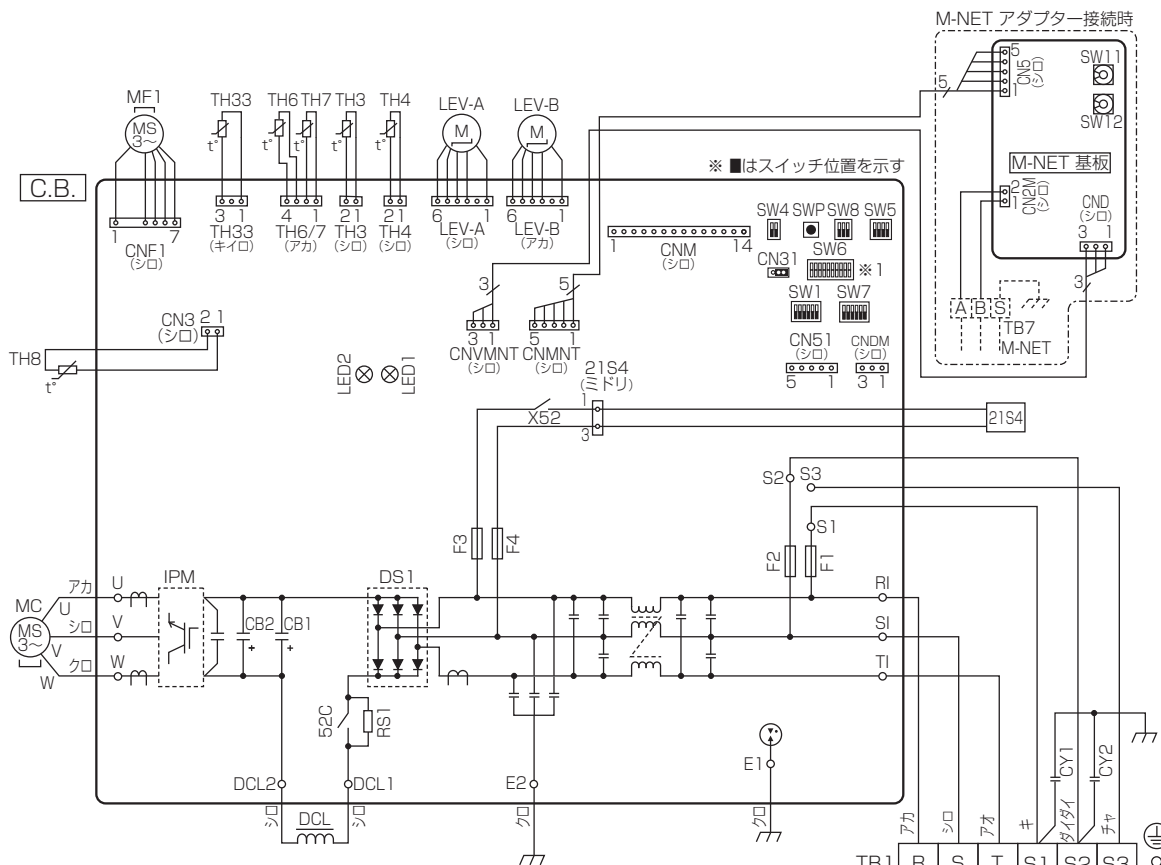 M-NET アダプター接続時
MF1
MS
3~
TH33
t°
TH6
TH7
t°
t°
TH3
t°
TH4
t°
LEV-A
M
LEV-B
M
5
5
1
CN5
(シロ)
SW11
SW12
M-NET 基板
2
1
CN2M
(シロ)
CND
(シロ)
3 1
3
A B S
TB7
M-NET
※ ■はスイッチ位置を示す
C.B.
1 7
CNF1
(シロ)
3 1
TH33
(キイロ)
4 1
TH6/7
(アカ)
2 1
TH3
(シロ)
2 1
TH4
(シロ)
6 1
LEV-A
(シロ)
6 1
LEV-B
(アカ)
1 14
CNM
(シロ)
SW4 SWP SW8 SW5
CN31
SW6
※1
SW1 SW7
CN51
(シロ)
5 1
CNDM
(シロ)
3 1
3
3 1
CNVMNT
(シロ)
5
5 1
CNMNT
(シロ)
CN3
(シロ)
2 1
TH8
t°
LED2
LED1
21S4
(ミドリ)
1
3
X52
21S4
S2 S3
S1
F3
F4
F2
F1
MC
MS
3~
アカ U
U
シロ V
V
クロ W
W
IPM
CB2
CB1
+
+
DS1
RI
SI
TI
52C
RS1
DCL2
DCL1
シロ
DCL
シロ
E2
クロ
E1
クロ
CY1
CY2
アカ
シロ
アオ
キ
ダイダイ
チャ
TB1 R S T S1 S2 S3